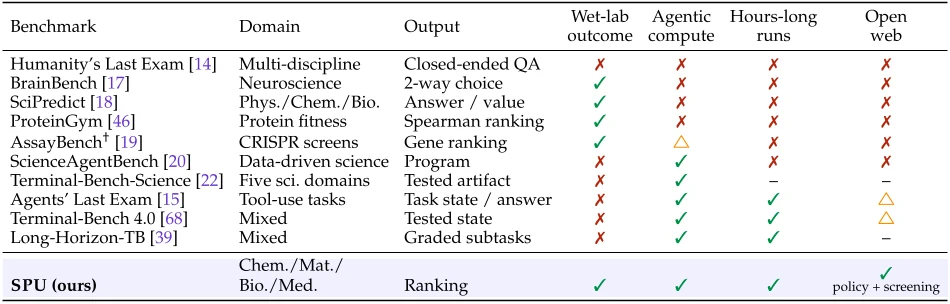 Benchmark Domain Output Wet-lab outcome Agentic compute Hours-long runs Open web
Humanity's Last Exam [14] Multi-discipline Closed-ended QA ✗ ✗ ✗ ✗
BrainBench [17] Neuroscience 2-way choice ✓ ✗ ✗ ✗
SciPredict [18] Phys./Chem./Bio. Answer / value ✓ ✗ ✗ ✗
ProteinGym [46] Protein fitness Spearman ranking ✓ ✗ ✗ ✗
AssayBench† [19] CRISPR screens Gene ranking ✓ △ ✗ ✗
ScienceAgentBench [20] Data-driven science Program ✗ ✓ ✗ ✗
Terminal-Bench-Science [22] Five sci. domains Tested artifact ✗ ✓ – –
Agents' Last Exam [15] Tool-use tasks Task state / answer ✗ ✓ ✓ △
Terminal-Bench 4.0 [68] Mixed Tested state ✗ ✓ ✓ △
Long-Horizon-TB [39] Mixed Graded subtasks ✗ ✓ ✓ –
SPU (ours) Chem./Mat./ Bio./Med. Ranking ✓ ✓ ✓ ✓ policy + screening